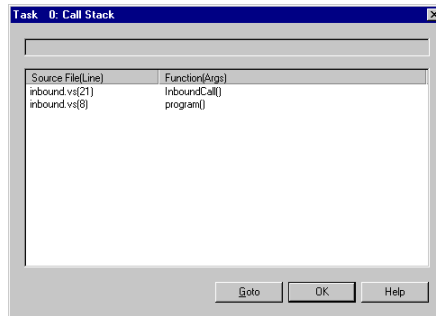 Task 0: Call Stack
Source File(Line) Function(Args)
inbound.vs(21) InboundCall()
inbound.vs(8) program()
Goto OK Help